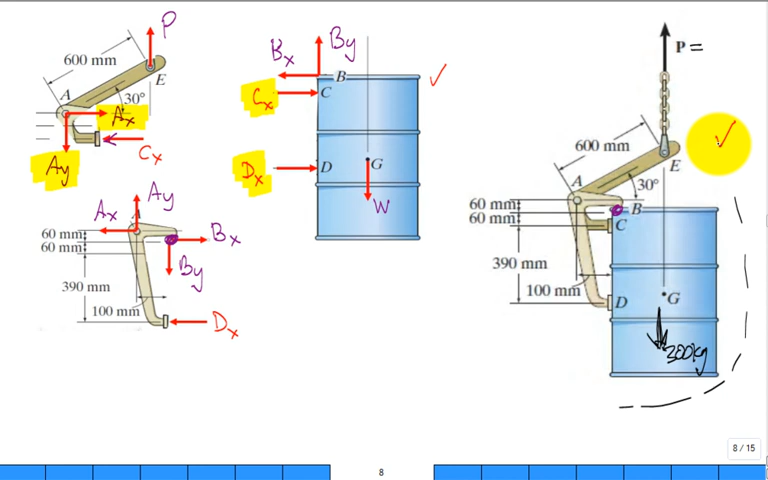 P
600 mm
E
A
30°
Ax
Cx
Ay
Bx
By
B
Cx
C
Dx
D
G
W
Ay
Ax
A
60 mm
60 mm
Bx
By
390 mm
100 mm
Dx
P =
600 mm
E
A
30°
60 mm
60 mm
B
C
390 mm
100 mm
D
G
300kg
8 / 15
8